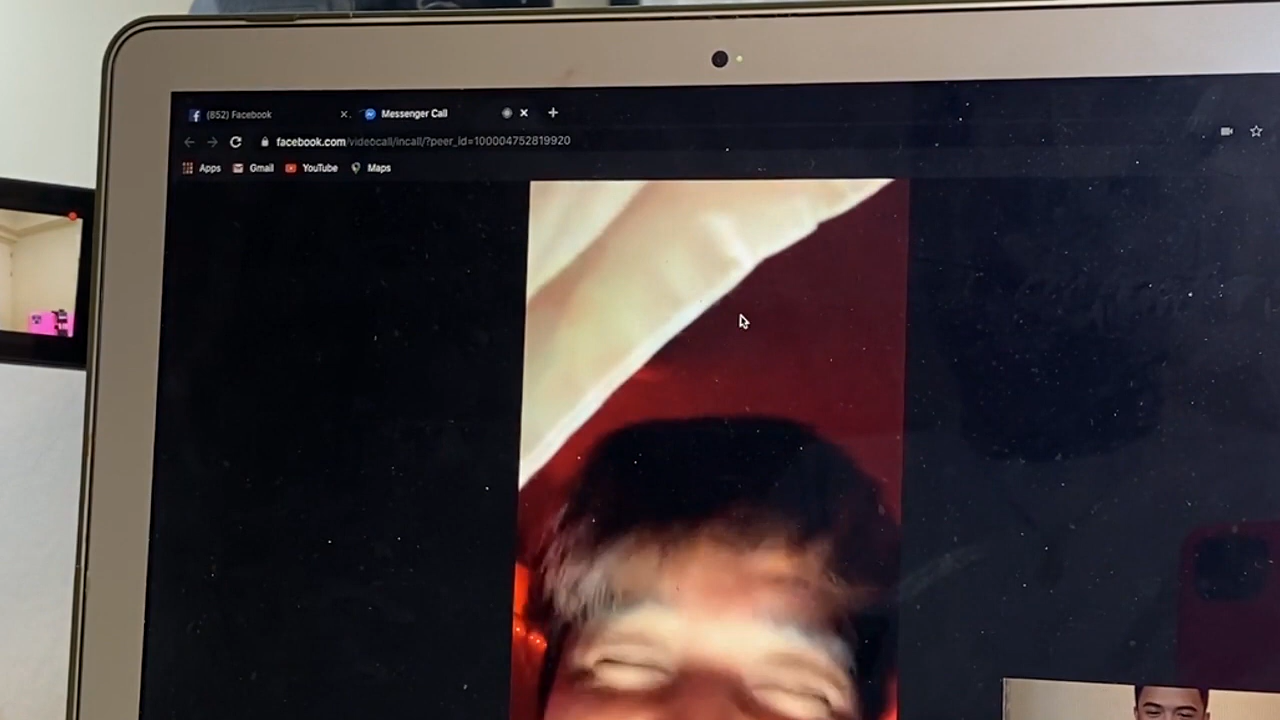 (852) Facebook
Messenger Call
facebook.com/videocall/incall/?peer_id=100004752819920
Apps
Gmail
YouTube
Maps